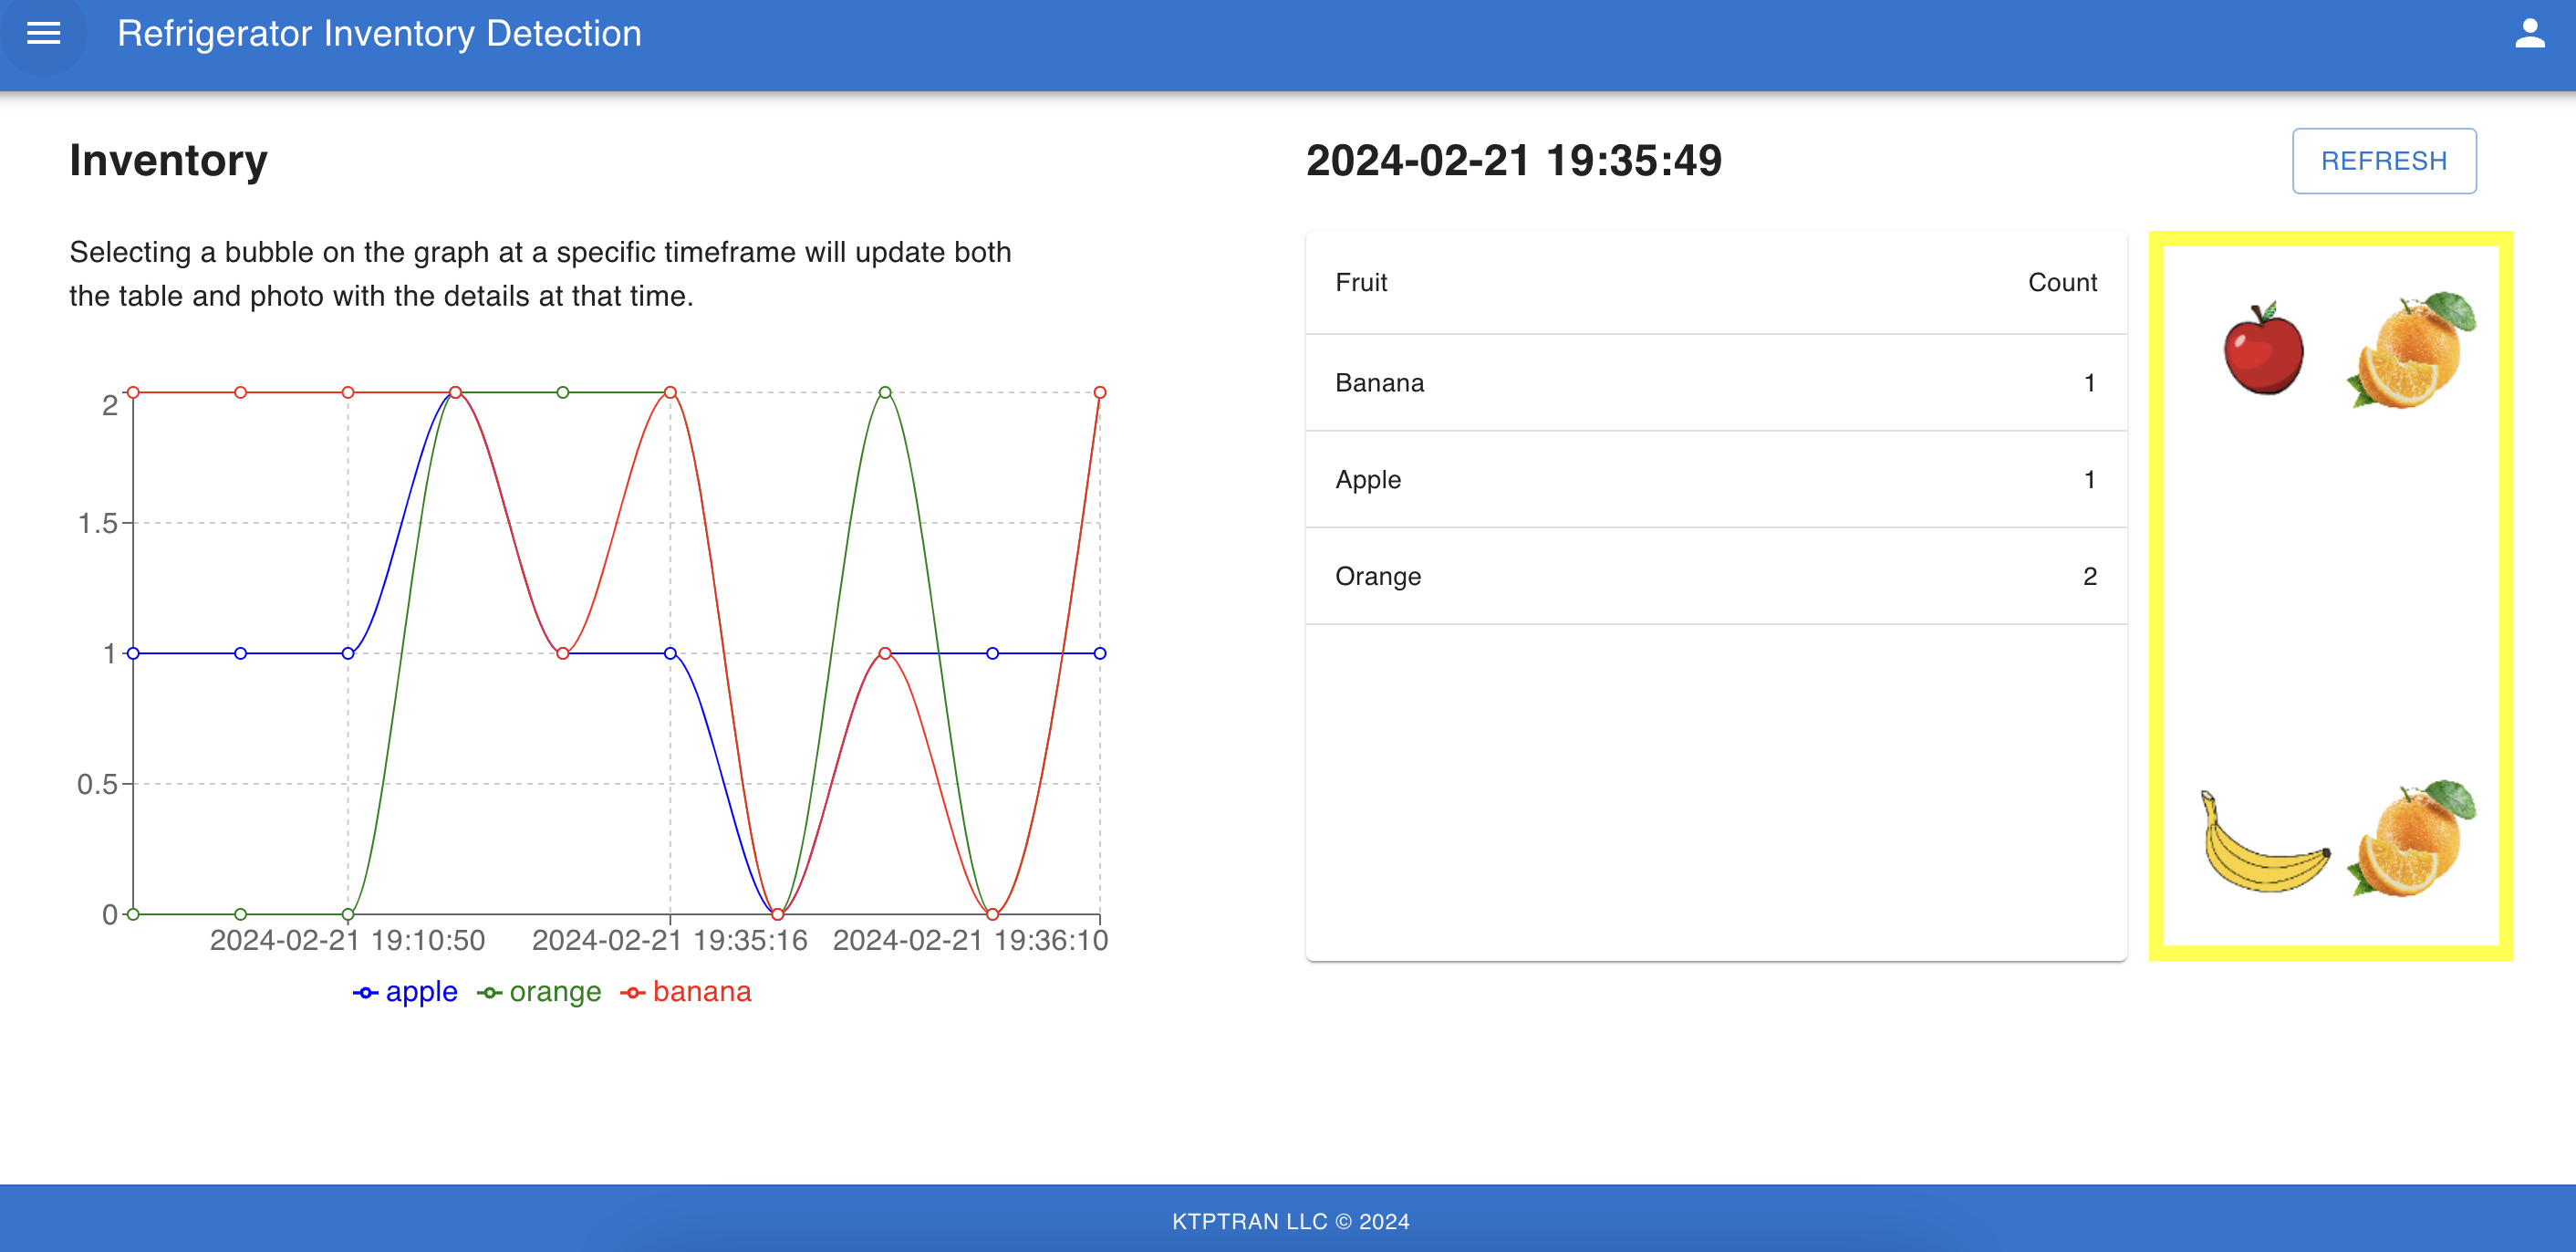 Refrigerator Inventory Detection
Inventory
Selecting a bubble on the graph at a specific timeframe will update both
the table and photo with the details at that time.
2
1.5
1
0.5
0
2024-02-21 19:10:50 2024-02-21 19:35:16 2024-02-21 19:36:10
apple orange banana
2024-02-21 19:35:49
REFRESH
Fruit Count
Banana 1
Apple 1
Orange 2
KTPTRAN LLC © 2024